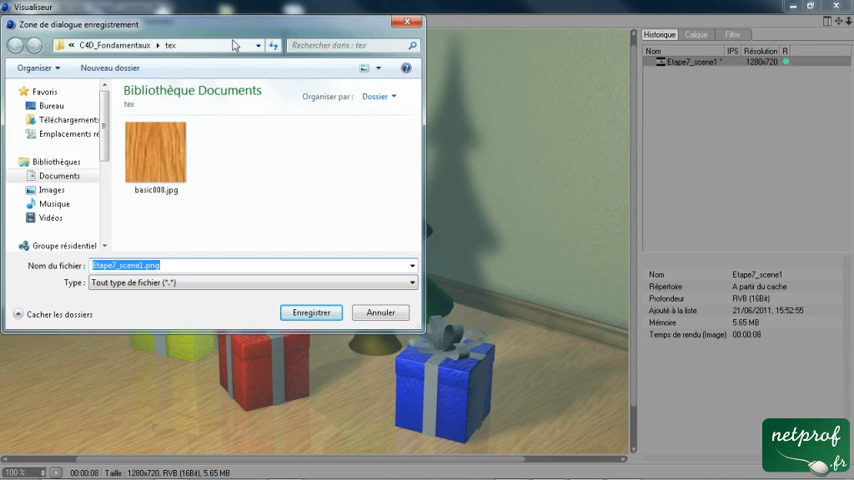 Visualiseur
Zone de dialogue enregistrement
« C4D_Fondamentaux ▸ tex
Rechercher dans : tex
Organiser
Nouveau dossier
Favoris
Bureau
Téléchargements
Emplacements ré
Bibliothèques
Documents
Images
Musique
Vidéos
Groupe résidentiel
Bibliothèque Documents
tex
Organiser par : Dossier
basic008.jpg
Nom du fichier : Etape7_scene1.png
Type : Tout type de fichier (*.*)
Cacher les dossiers
Enregistrer
Annuler
Historique Calque Filtre
Nom IPS Résolution R
Etape7_scene1 * 1280x720
Nom Etape7_scene1
Répertoire A partir du cache
Profondeur RVB (16Bit)
Ajouté à la liste 21/06/2011, 15:52:55
Mémoire 5.65 MB
Temps de rendu (Image) 00:00:08
100 % 00:00:08 Taille : 1280x720, RVB (16Bit), 5.65 MB
netprof
.fr